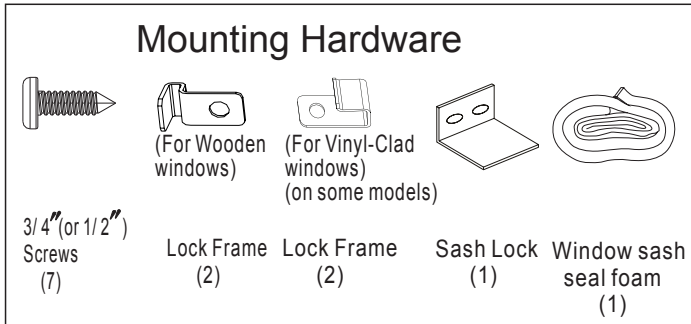 Mounting Hardware
3/4″(or 1/2″)
Screws
(7)
(For Wooden
windows)
Lock Frame
(2)
(For Vinyl-Clad
windows)
(on some models)
Lock Frame
(2)
Sash Lock
(1)
Window sash
seal foam
(1)